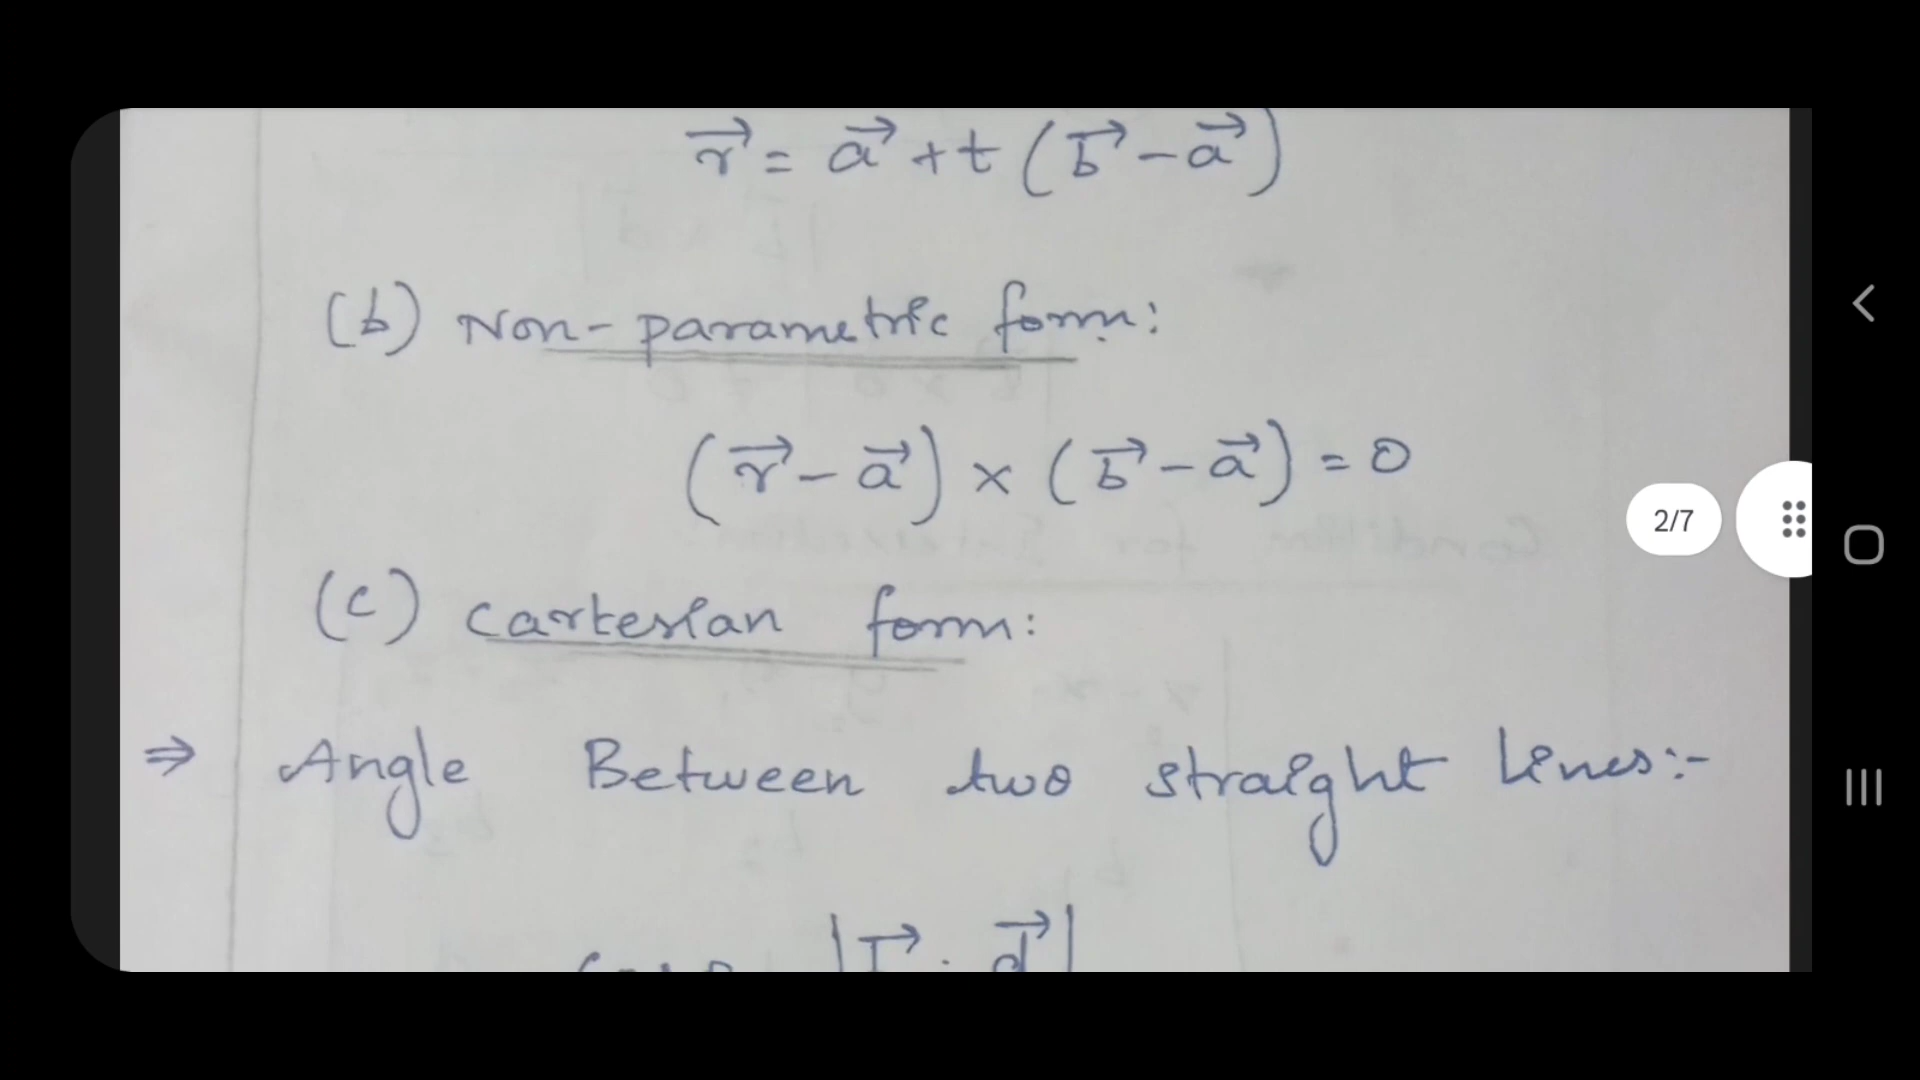 r⃗ = a⃗ + t (b⃗ - a⃗)
(b) Non-parametric form:
(r⃗ - a⃗) × (b⃗ - a⃗) = 0
2/7
(c) Cartesian form:
⇒ Angle Between two straight lines:-